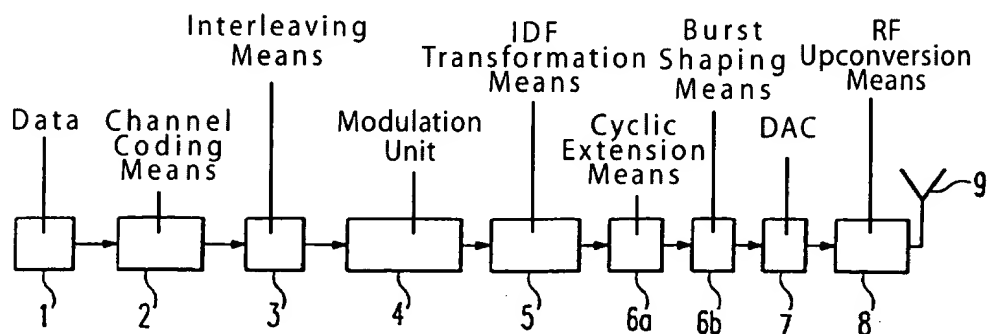 Data
Channel
Coding
Means
Interleaving
Means
Modulation
Unit
IDF
Transformation
Means
Cyclic
Extension
Means
Burst
Shaping
Means
DAC
RF
Upconversion
Means
9
1
2
3
4
5
6a
6b
7
8